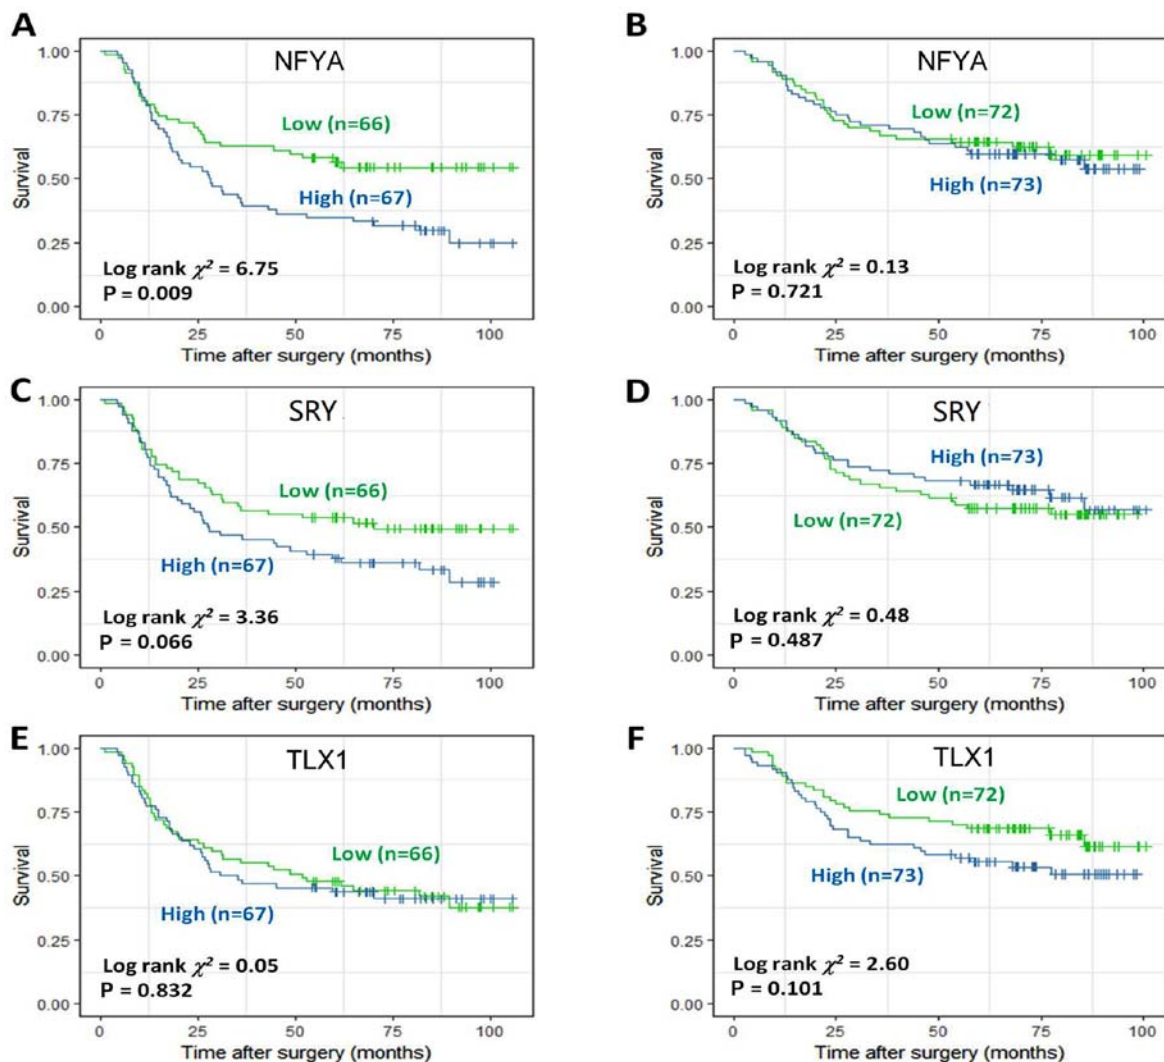 A
NFYA
1.00
0.75
0.50
0.25
0.00
Survival
Low (n=66)
High (n=67)
Log rank χ² = 6.75
P = 0.009
0 25 50 75 100
Time after surgery (months)
B
NFYA
1.00
0.75
0.50
0.25
0.00
Survival
Low (n=72)
High (n=73)
Log rank χ² = 0.13
P = 0.721
0 25 50 75 100
Time after surgery (months)
C
SRY
1.00
0.75
0.50
0.25
0.00
Survival
Low (n=66)
High (n=67)
Log rank χ² = 3.36
P = 0.066
0 25 50 75 100
Time after surgery (months)
D
SRY
1.00
0.75
0.50
0.25
0.00
Survival
High (n=73)
Low (n=72)
Log rank χ² = 0.48
P = 0.487
0 25 50 75 100
Time after surgery (months)
E
TLX1
1.00
0.75
0.50
0.25
0.00
Survival
Low (n=66)
High (n=67)
Log rank χ² = 0.05
P = 0.832
0 25 50 75 100
Time after surgery (months)
F
TLX1
1.00
0.75
0.50
0.25
0.00
Survival
Low (n=72)
High (n=73)
Log rank χ² = 2.60
P = 0.101
0 25 50 75 100
Time after surgery (months)